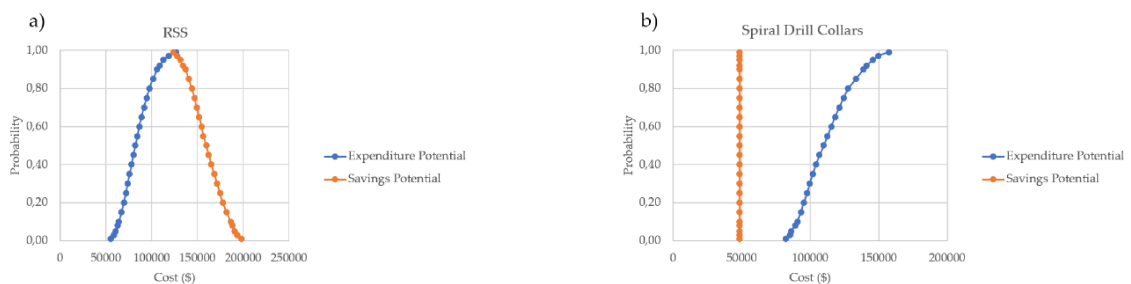 a)
RSS
1,00
0,80
0,60
0,40
0,20
0,00
Probability
0
50000
100000
150000
200000
250000
Cost ($)
Expenditure Potential
Savings Potential
b)
Spiral Drill Collars
1,00
0,80
0,60
0,40
0,20
0,00
Probability
0
50000
100000
150000
200000
Cost ($)
Expenditure Potential
Savings Potential